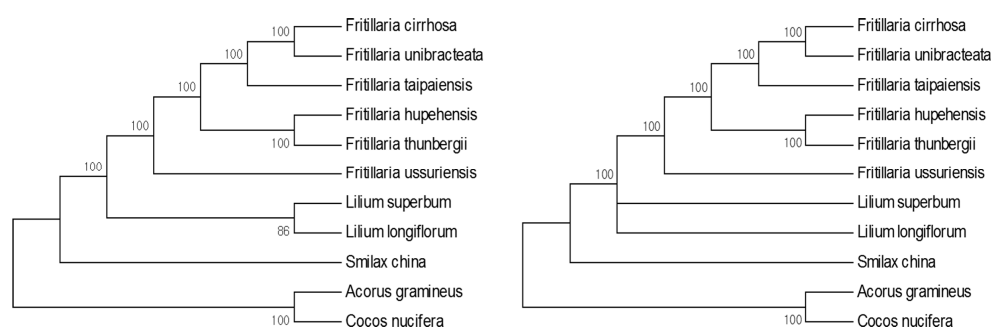 Fritillaria cirrhosa
100
Fritillaria unibracteata
100
Fritillaria taipaiensis
100
Fritillaria hupehensis
100
Fritillaria thunbergii
100
Fritillaria ussuriensis
100
Lilium superbum
86
Lilium longiflorum
Smilax china
Acorus gramineus
100
Cocos nucifera
Fritillaria cirrhosa
100
Fritillaria unibracteata
100
Fritillaria taipaiensis
100
Fritillaria hupehensis
100
Fritillaria thunbergii
100
Fritillaria ussuriensis
100
Lilium superbum
Lilium longiflorum
Smilax china
Acorus gramineus
100
Cocos nucifera